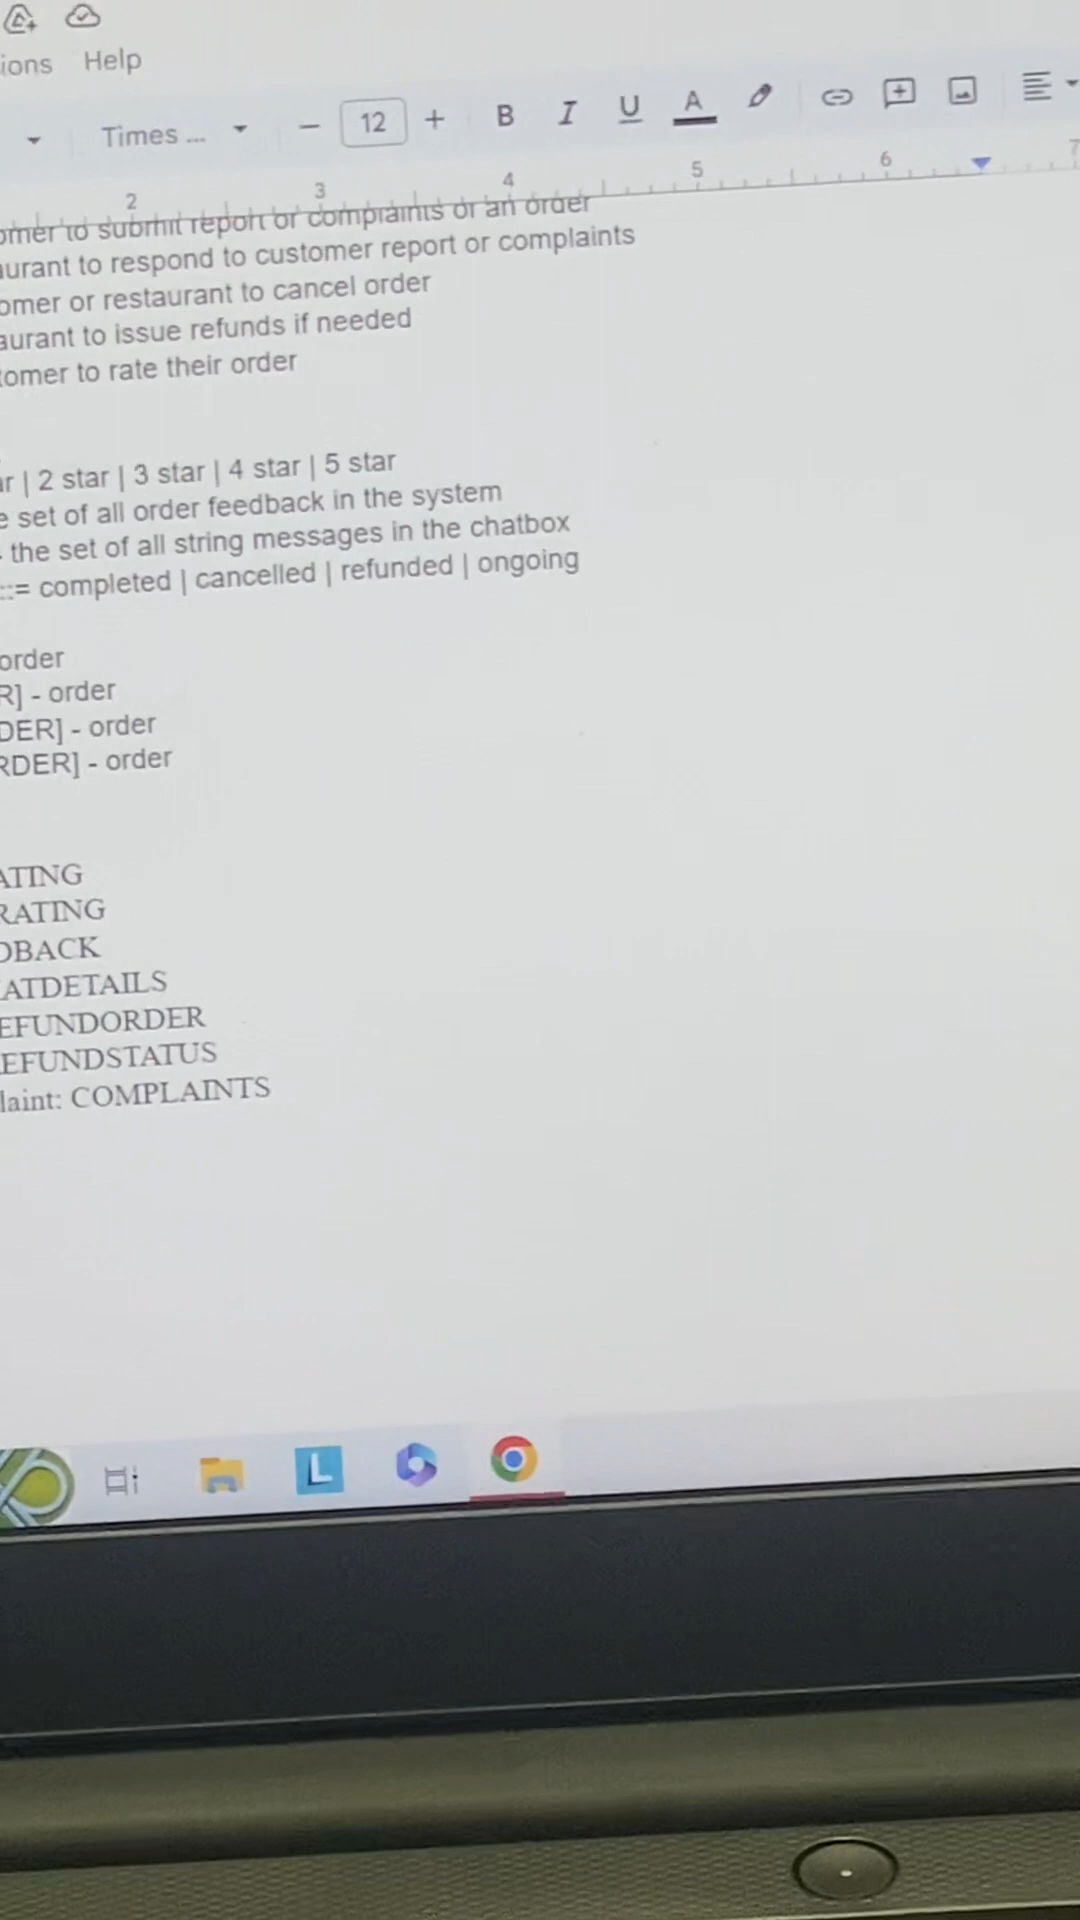 ions Help
Times ... − 12 + B I U A
2 3 4 5 6 7
omer to submit report or complaints of an order
aurant to respond to customer report or complaints
omer or restaurant to cancel order
aurant to issue refunds if needed
tomer to rate their order
ar | 2 star | 3 star | 4 star | 5 star
e set of all order feedback in the system
- the set of all string messages in the chatbox
::= completed | cancelled | refunded | ongoing
order
R] - order
DER] - order
RDER] - order
ATING
RATING
DBACK
ATDETAILS
EFUNDORDER
EFUNDSTATUS
laint: COMPLAINTS
L